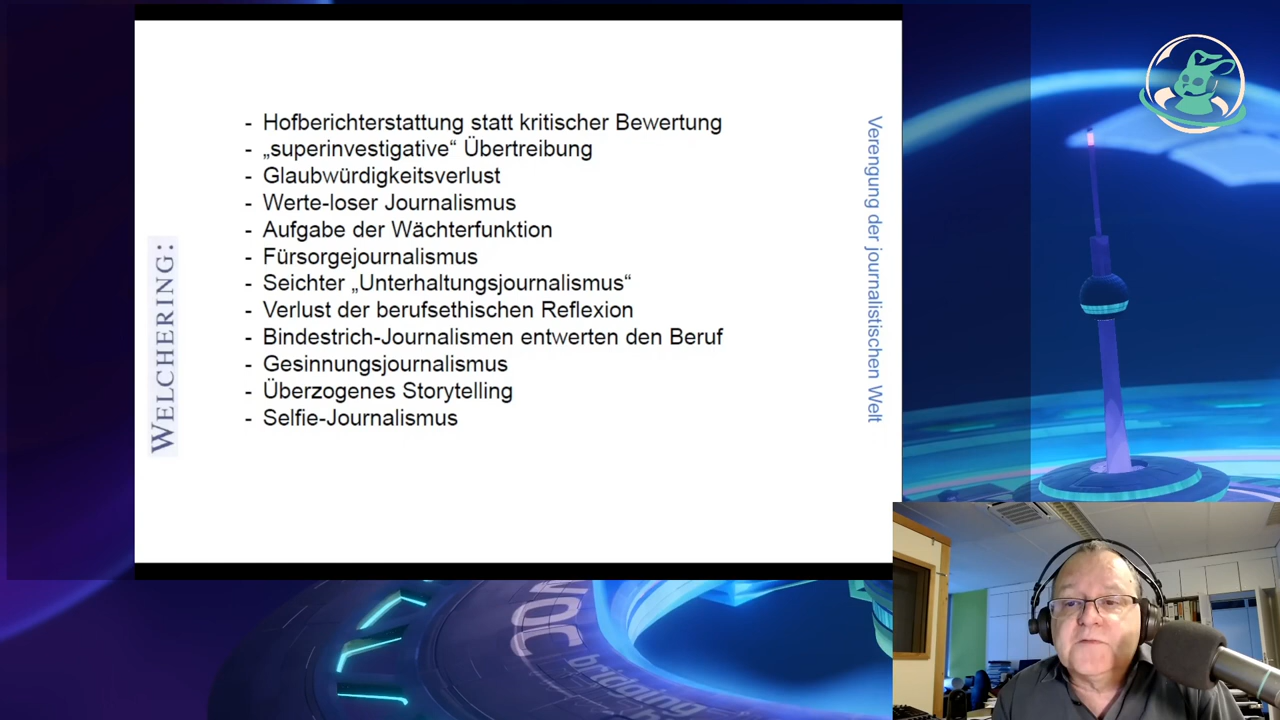 WELCHERING:
- Hofberichterstattung statt kritischer Bewertung
- „superinvestigative“ Übertreibung
- Glaubwürdigkeitsverlust
- Werte-loser Journalismus
- Aufgabe der Wächterfunktion
- Fürsorgejournalismus
- Seichter „Unterhaltungsjournalismus“
- Verlust der berufsethischen Reflexion
- Bindestrich-Journalismen entwerten den Beruf
- Gesinnungsjournalismus
- Überzogenes Storytelling
- Selfie-Journalismus
Verengung der journalistischen Welt
bridging